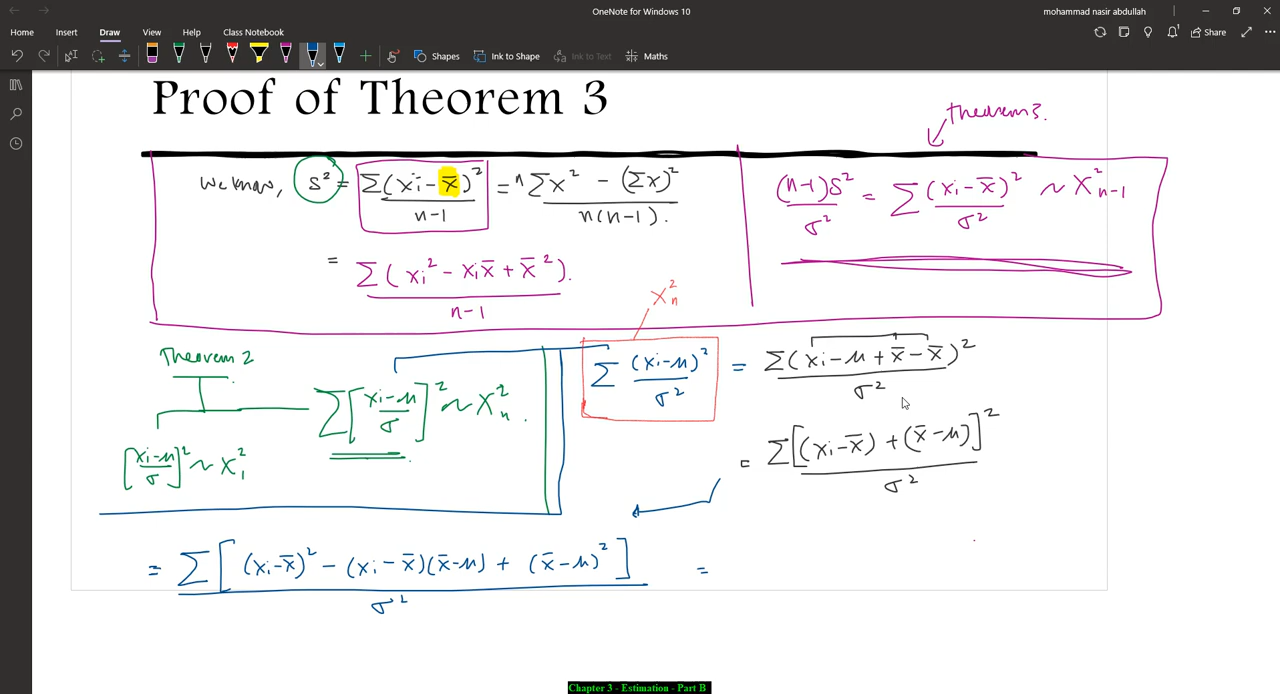 OneNote for Windows 10
mohammad nasir abdullah
Home Insert Draw View Help Class Notebook
Share
Shapes Ink to Shape Ink to Text Maths
Proof of Theorem 3
theorem 3.
We know, S² = Σ(xi - x̄)² / n-1 = nΣx² - (Σx)² / n(n-1).
(n-1)S² / σ² = Σ (xi - x̄)² / σ² ~ X²n-1
= Σ(xi² - xi x̄ + x̄²). / n-1
X²n
Theorem 2
Σ (xi-μ)² / σ² = Σ(xi - μ + x̄ - x̄)² / σ²
Σ[xi-μ / σ]² ~ X²n.
[xi-μ / σ]² ~ X²1
= Σ[(xi - x̄) + (x̄ - μ)]² / σ²
= Σ[(xi-x̄)² - (xi - x̄)(x̄-μ) + (x̄-μ)²] / σ² =
Chapter 3 - Estimation - Part B